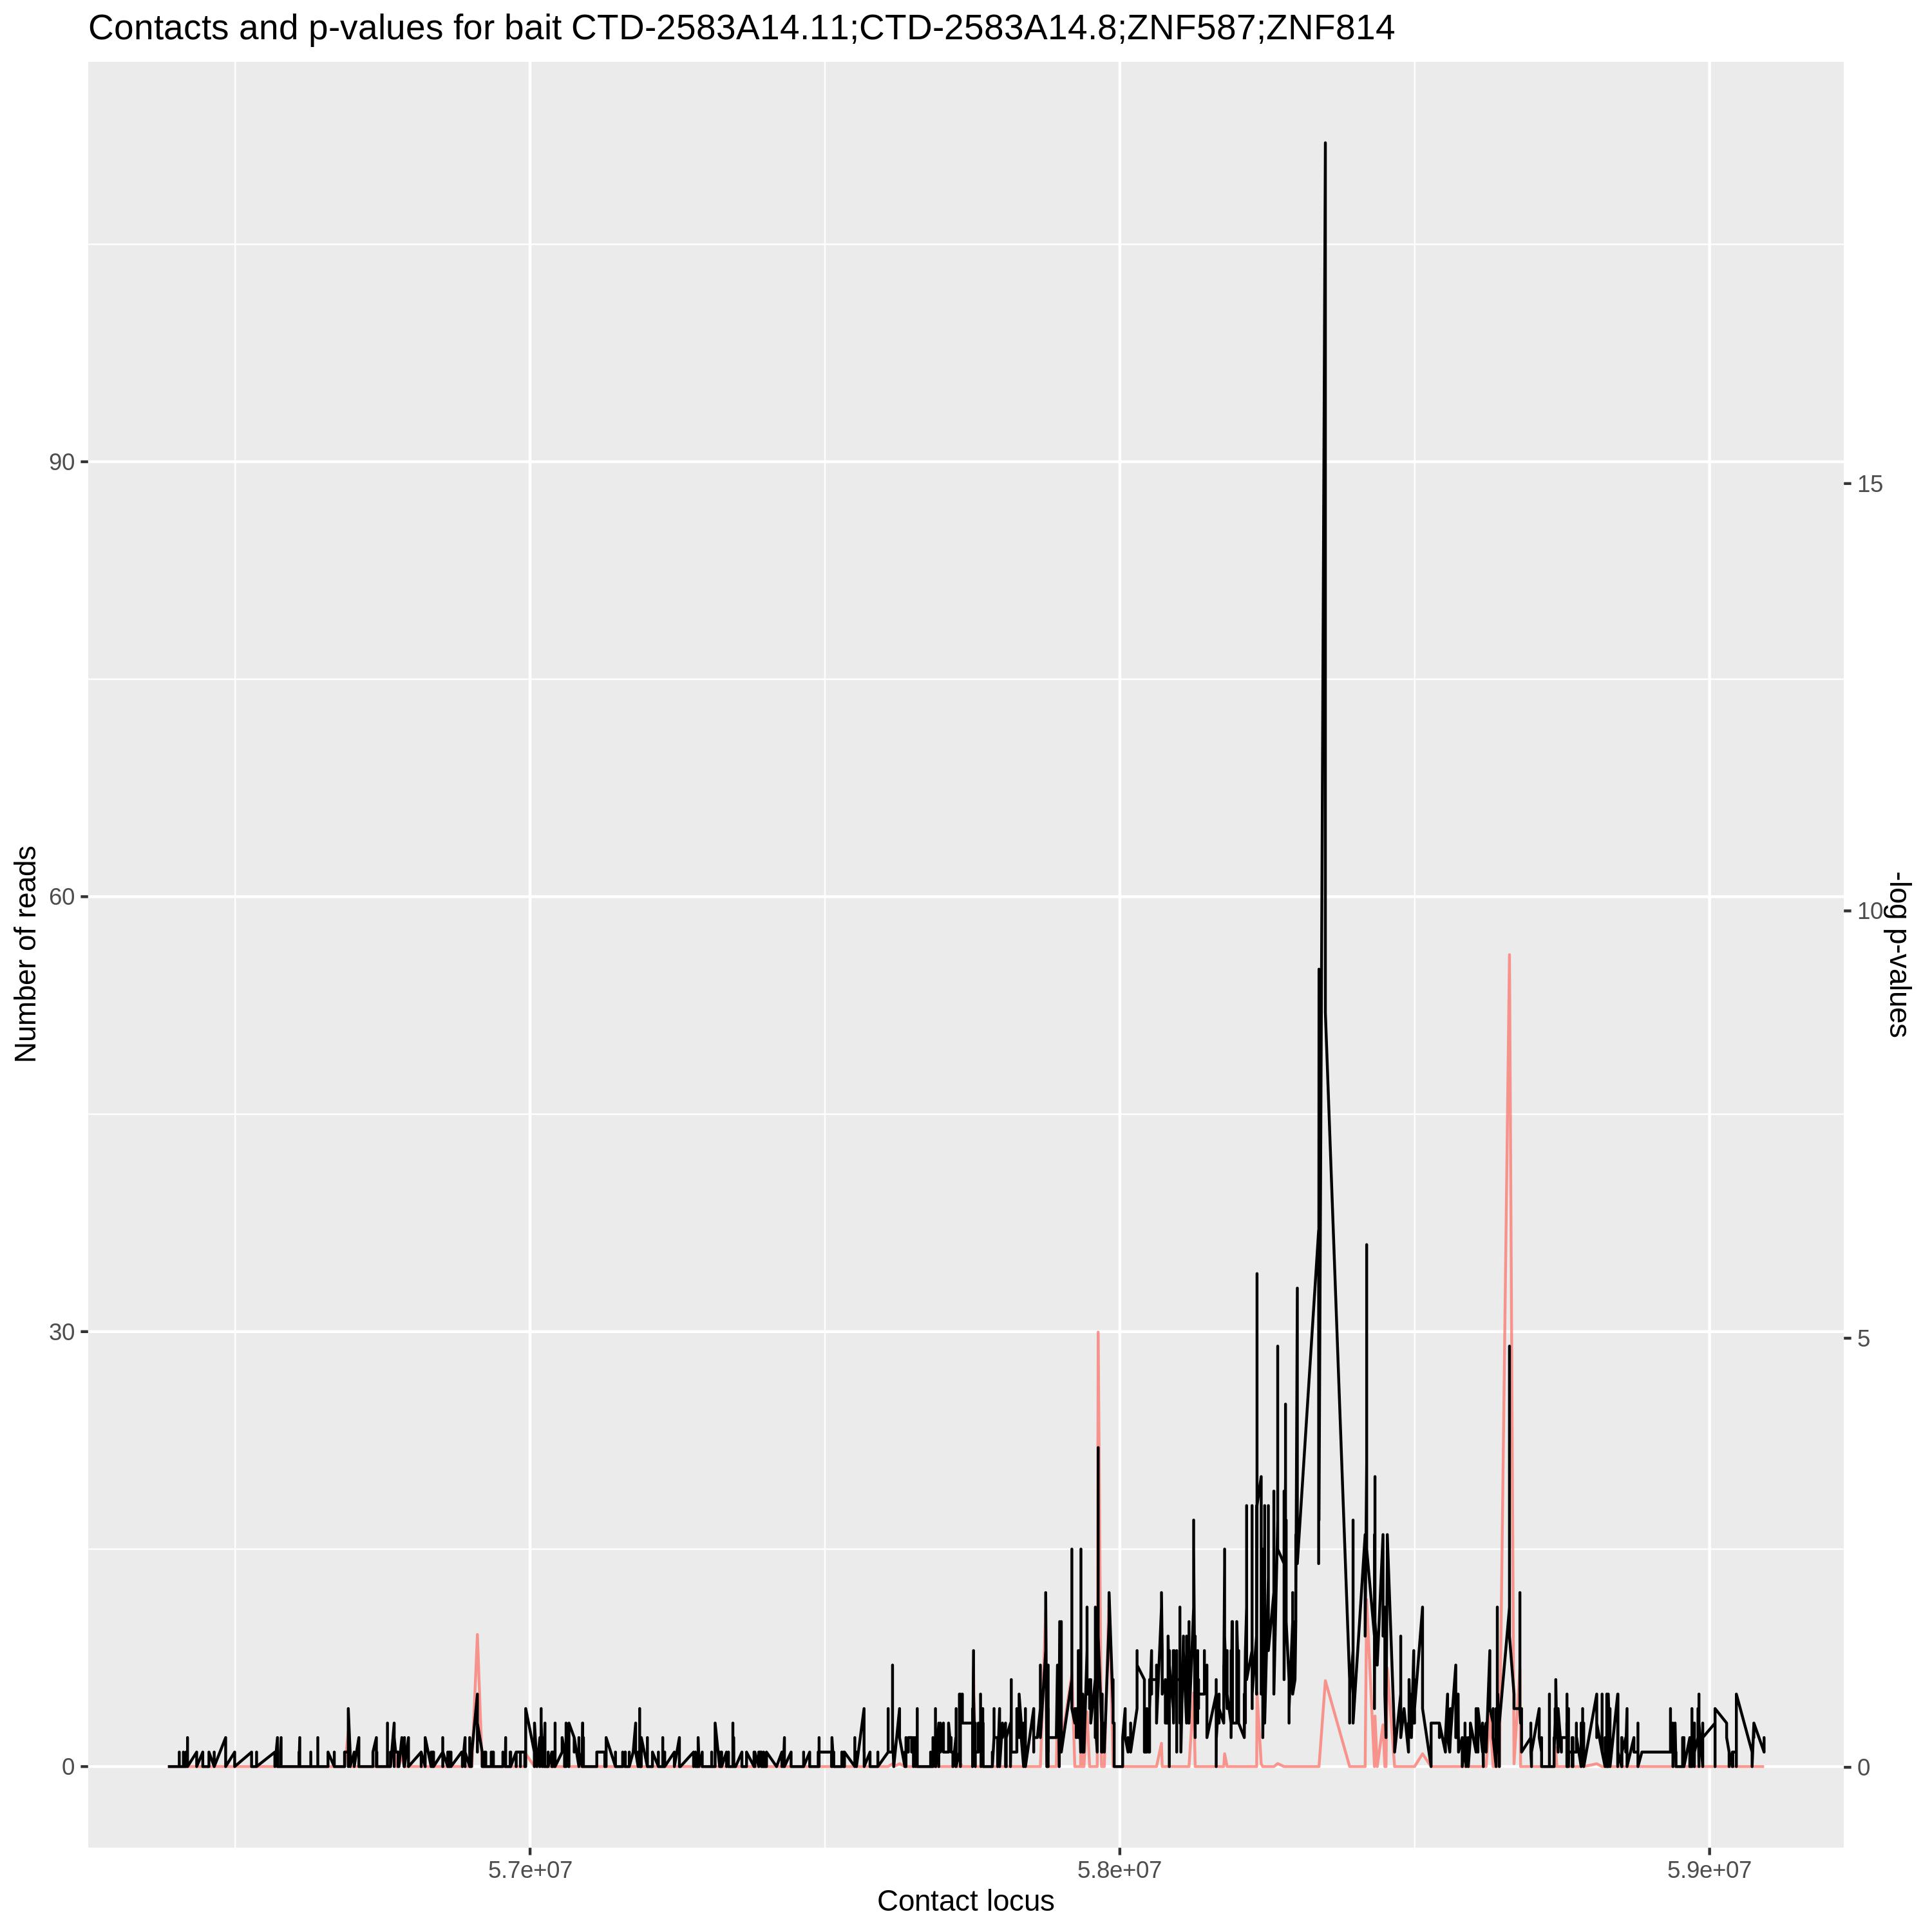 Contacts and p-values for bait CTD-2583A14.11;CTD-2583A14.8;ZNF587;ZNF814
90
60
30
0
Number of reads
15
10
5
0
-log p-values
5.7e+07
5.8e+07
5.9e+07
Contact locus